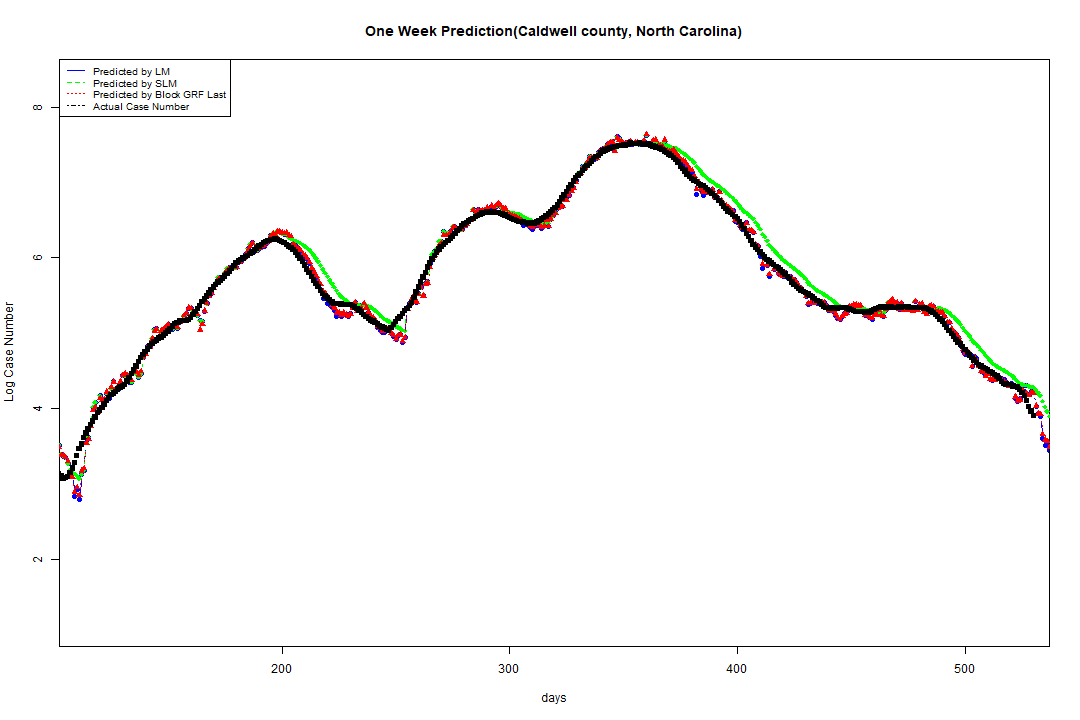 One Week Prediction(Caldwell county, North Carolina)
Predicted by LM
Predicted by SLM
Predicted by Block GRF Last
Actual Case Number
8
6
4
2
Log Case Number
200 300 400 500
days